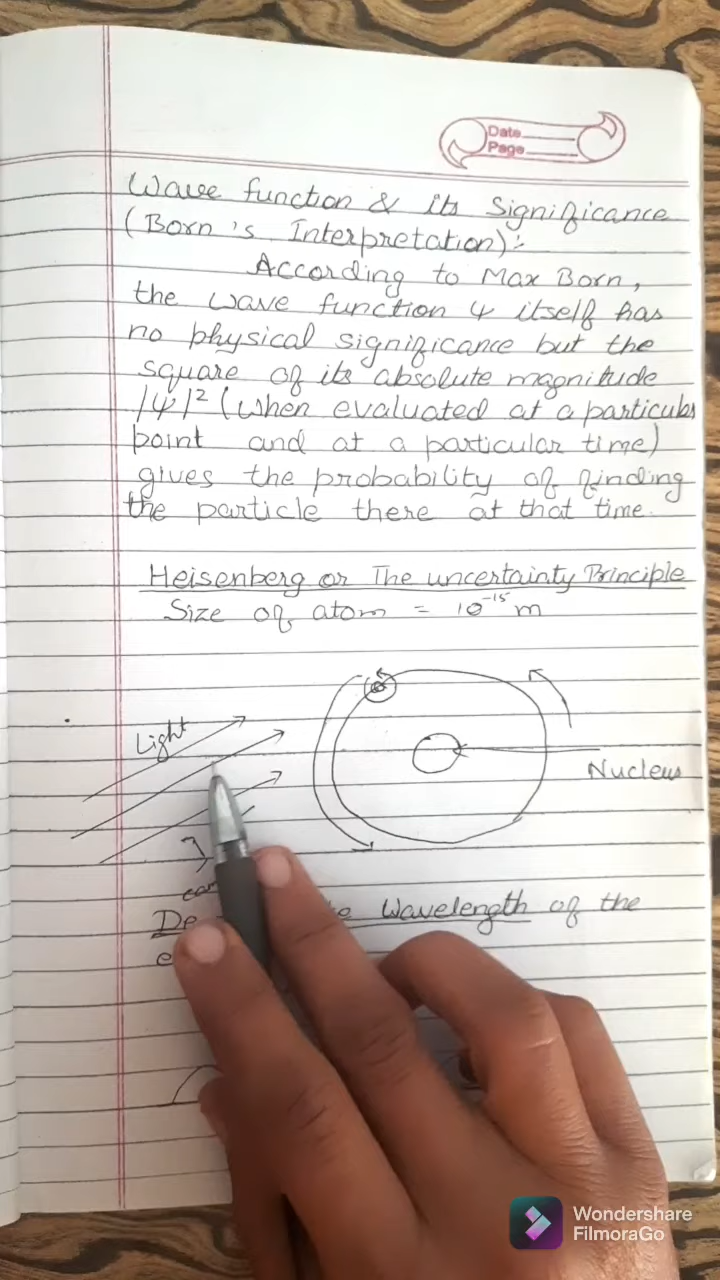 Date
Page
Wave function & its Significance
(Born's Interpretation):-
According to Max Born,
the wave function ψ itself has
no physical significance but the
square of its absolute magnitude
|ψ|² (when evaluated at a particular
point and at a particular time)
gives the probability of finding
the particle there at that time.
Heisenberg or The uncertainty Principle
Size of atom = 10⁻¹⁵ m
Light
Nucleus
Wavelength of the
Wondershare
FilmoraGo